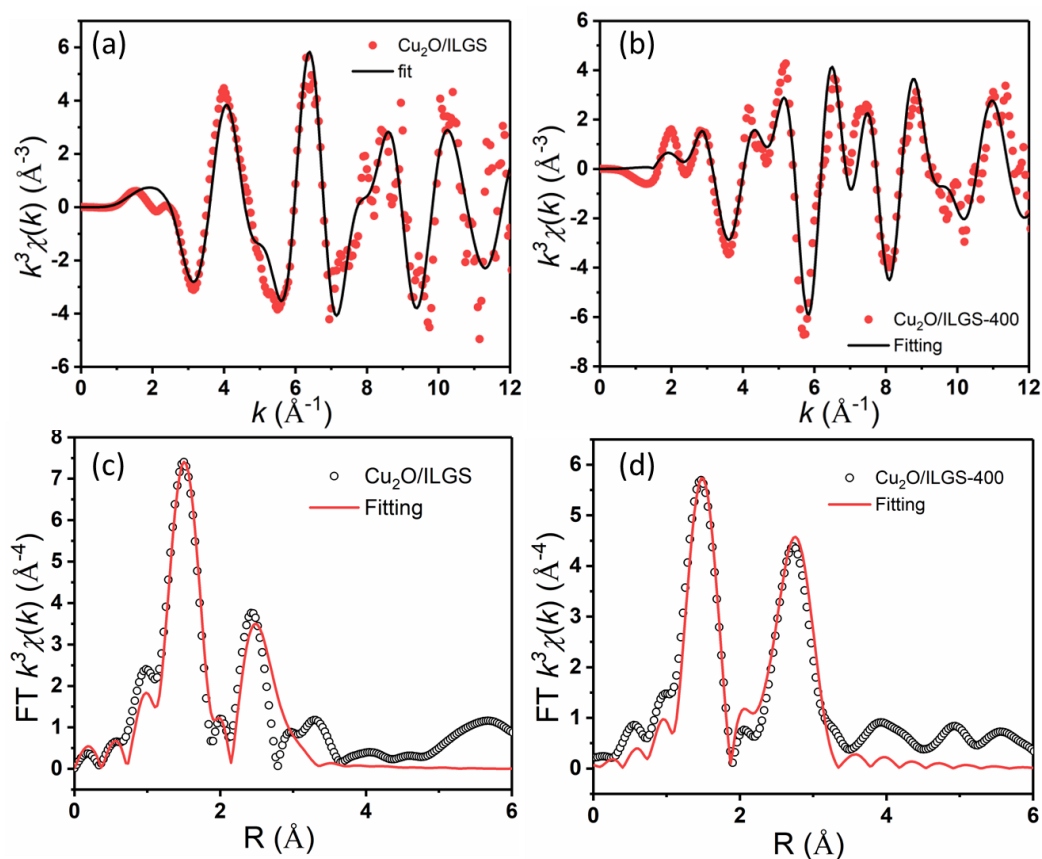 (a)
Cu₂O/ILGS
fit
6
4
2
0
-2
-4
-6
k³χ(k) (Å⁻³)
0 2 4 6 8 10 12
k (Å⁻¹)
(b)
6
4
2
0
-2
-4
-6
-8
k³χ(k) (Å⁻³)
Cu₂O/ILGS-400
Fitting
0 2 4 6 8 10 12
k (Å⁻¹)
(c)
Cu₂O/ILGS
Fitting
8
7
6
5
4
3
2
1
0
FT k³χ(k) (Å⁻⁴)
0 2 4 6
R (Å)
(d)
Cu₂O/ILGS-400
Fitting
6
5
4
3
2
1
0
FT k³χ(k) (Å⁻⁴)
0 2 4 6
R (Å)